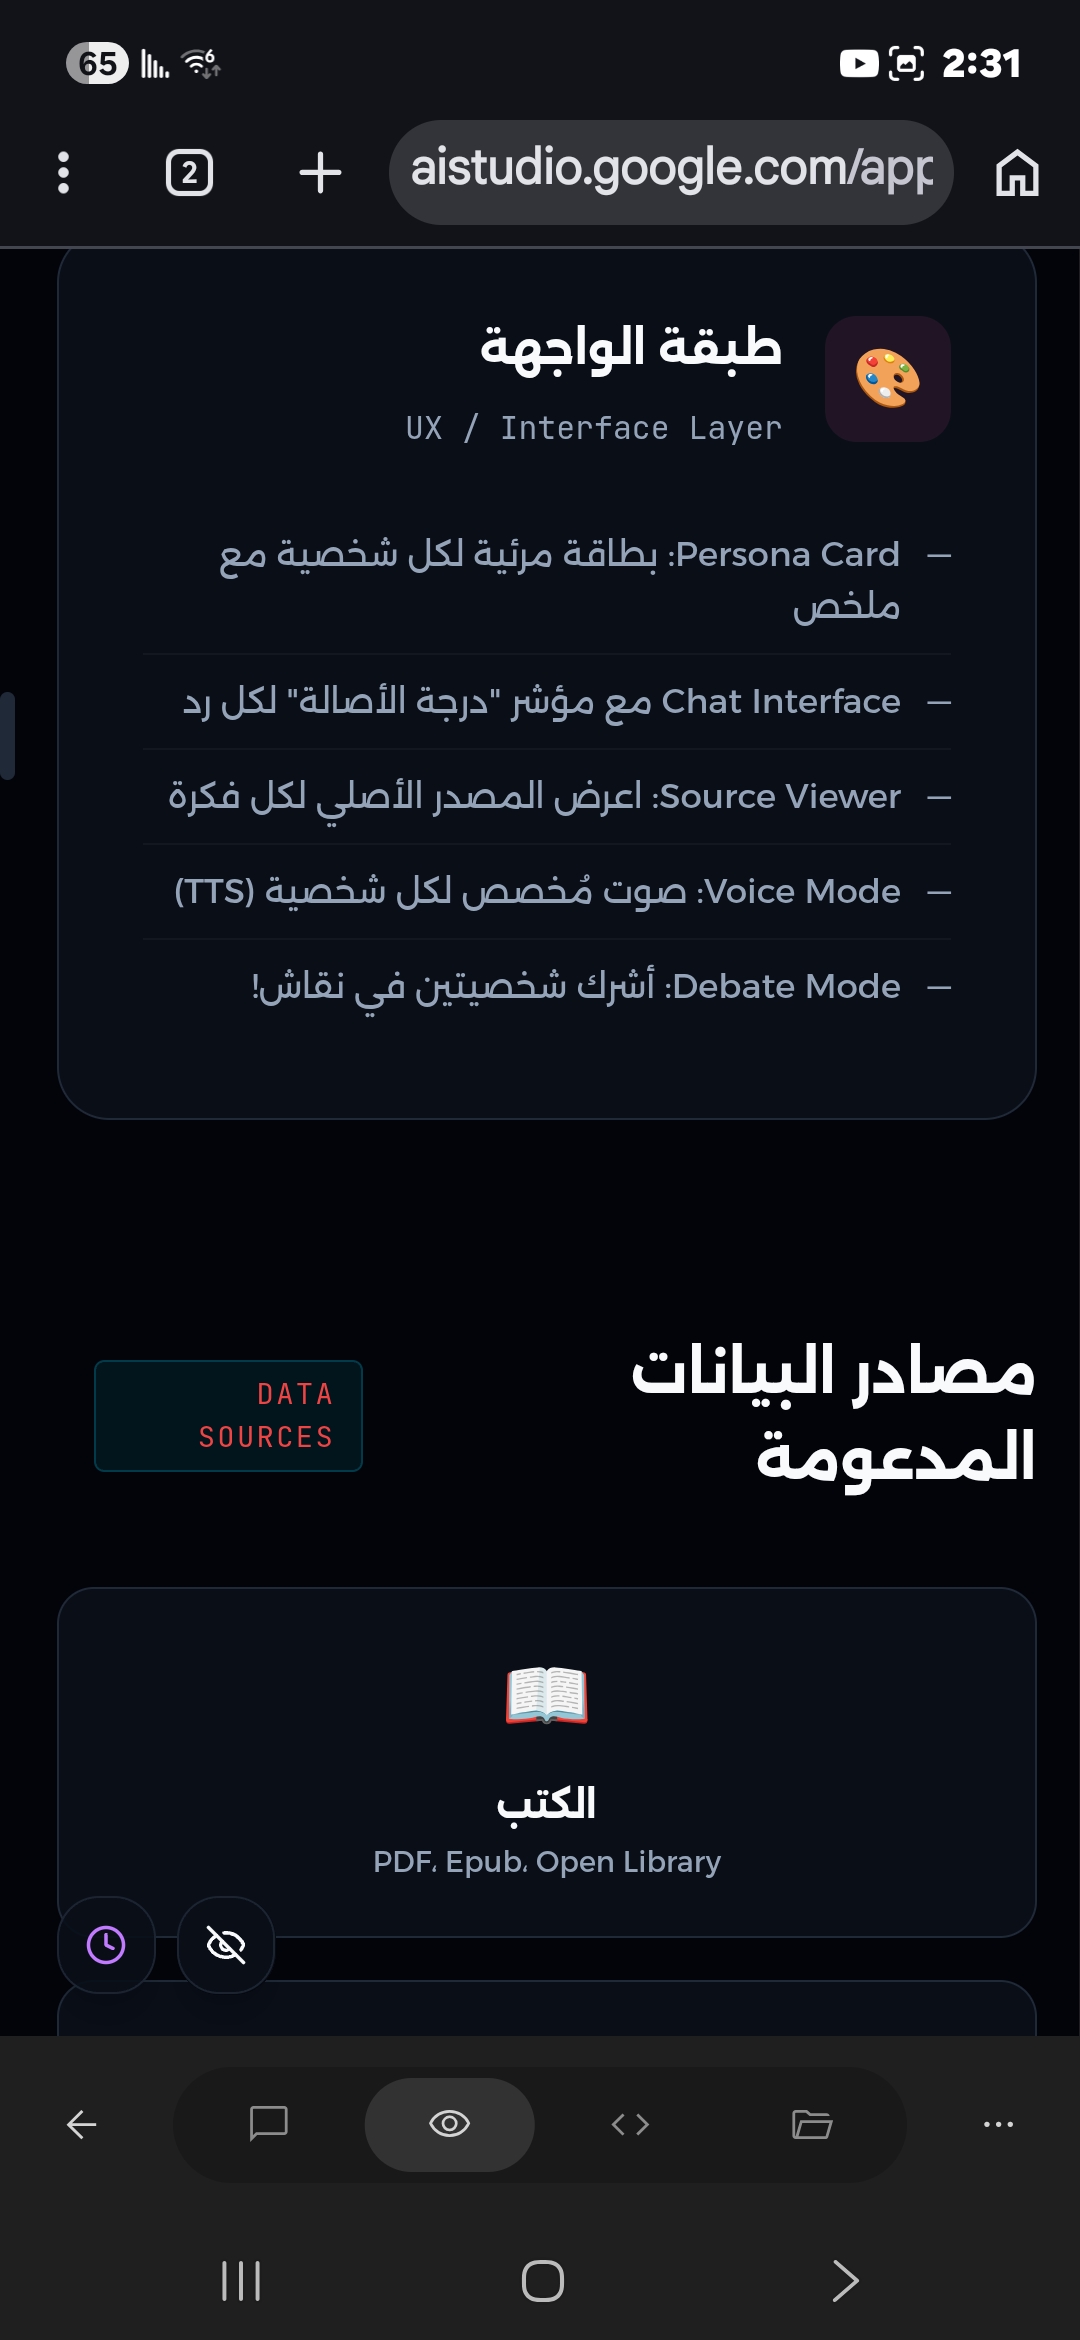 65
2:31
2
aistudio.google.com/app
طبقة الواجهة
UX / Interface Layer
— Persona Card: بطاقة مرئية لكل شخصية مع
ملخص
— Chat Interface مع مؤشر "درجة الأصالة" لكل رد
— Source Viewer: اعرض المصدر الأصلي لكل فكرة
— Voice Mode: صوت مُخصص لكل شخصية (TTS)
— Debate Mode: أشرك شخصيتين في نقاش!
مصادر البيانات
المدعومة
DATA
SOURCES
الكتب
PDF، Epub، Open Library